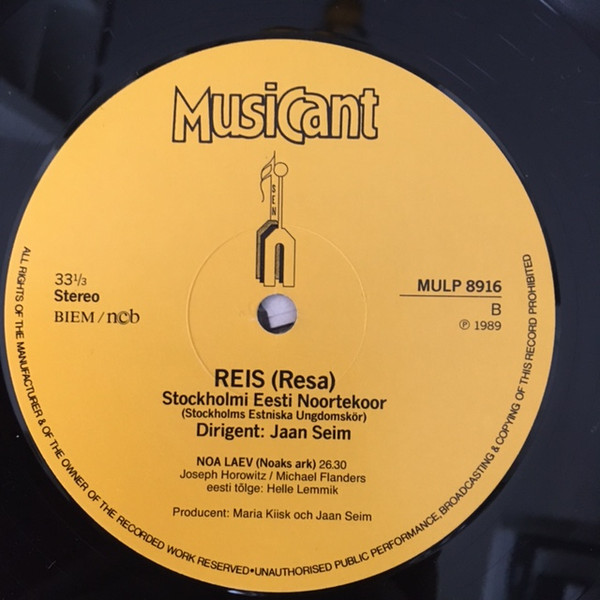 MusiCant
SEN
33 1/3
Stereo
BIEM/ncb
MULP 8916
B
℗ 1989
REIS (Resa)
Stockholmi Eesti Noortekoor
(Stockholms Estniska Ungdomskör)
Dirigent: Jaan Seim
NOA LAEV (Noaks ark) 26.30
Joseph Horowitz / Michael Flanders
eesti tõlge: Helle Lemmik
Producent: Maria Kiisk och Jaan Seim
ALL RIGHTS OF THE MANUFACTURER & OF THE OWNER OF THE RECORDED WORK RESERVED•UNAUTHORISED PUBLIC PERFORMANCE, BROADCASTING & COPYING OF THIS RECORD PROHIBITED